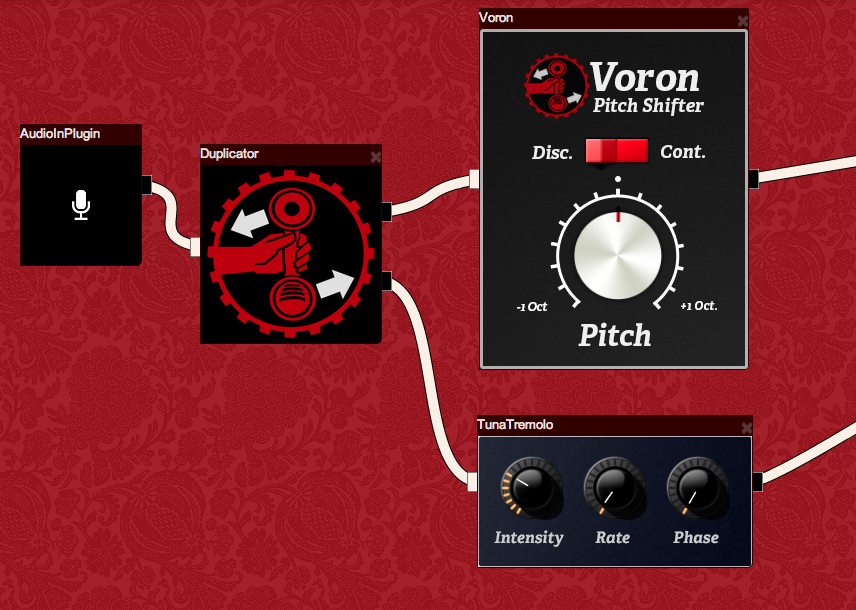 Voron
Voron
Pitch Shifter
AudioInPlugin
Duplicator
Disc.
Cont.
-1 Oct
+1 Oct.
Pitch
TunaTremolo
Intensity
Rate
Phase